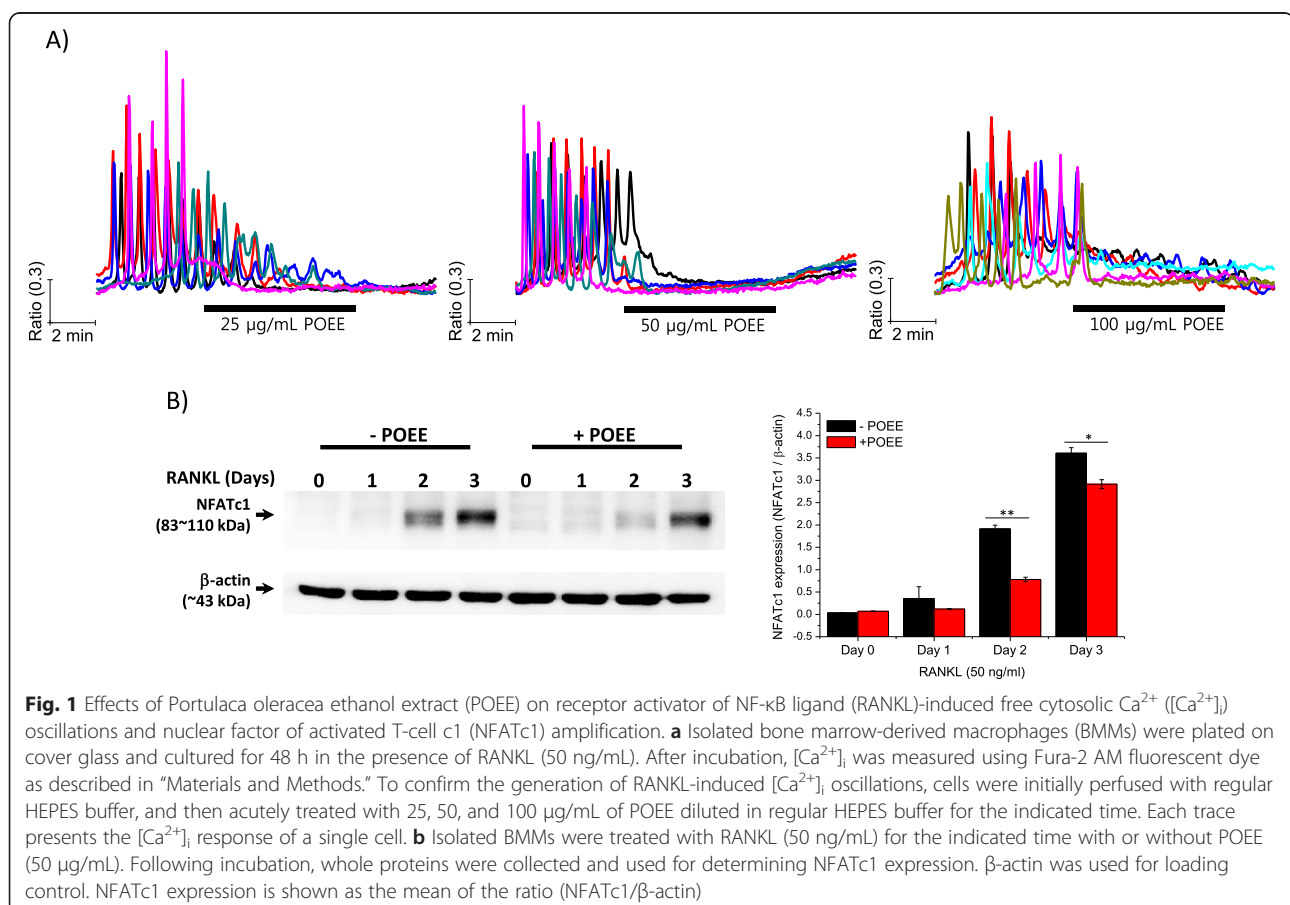 A)
Ratio (0.3)
2 min
25 µg/mL POEE
Ratio (0.3)
2 min
50 µg/mL POEE
Ratio (0.3)
2 min
100 µg/mL POEE
B)
- POEE
+ POEE
RANKL (Days)
0 1 2 3 0 1 2 3
NFATc1
(83~110 kDa)
β-actin
(~43 kDa)
NFATc1 expression (NFATc1 / β-actin)
4.5
4.0
3.5
3.0
2.5
2.0
1.5
1.0
0.5
0.0
-0.5
- POEE
+POEE
**
*
Day 0 Day 1 Day 2 Day 3
RANKL (50 ng/ml)
Fig. 1 Effects of Portulaca oleracea ethanol extract (POEE) on receptor activator of NF-κB ligand (RANKL)-induced free cytosolic Ca²⁺ ([Ca²⁺]ᵢ)
oscillations and nuclear factor of activated T-cell c1 (NFATc1) amplification. a Isolated bone marrow-derived macrophages (BMMs) were plated on
cover glass and cultured for 48 h in the presence of RANKL (50 ng/mL). After incubation, [Ca²⁺]ᵢ was measured using Fura-2 AM fluorescent dye
as described in “Materials and Methods.” To confirm the generation of RANKL-induced [Ca²⁺]ᵢ oscillations, cells were initially perfused with regular
HEPES buffer, and then acutely treated with 25, 50, and 100 µg/mL of POEE diluted in regular HEPES buffer for the indicated time. Each trace
presents the [Ca²⁺]ᵢ response of a single cell. b Isolated BMMs were treated with RANKL (50 ng/mL) for the indicated time with or without POEE
(50 µg/mL). Following incubation, whole proteins were collected and used for determining NFATc1 expression. β-actin was used for loading
control. NFATc1 expression is shown as the mean of the ratio (NFATc1/β-actin)